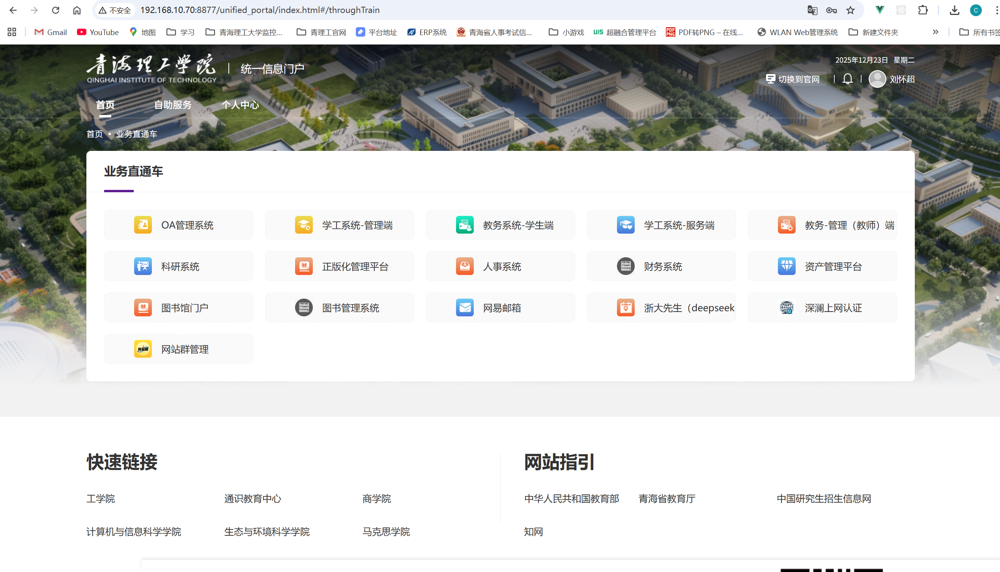 不安全 192.168.10.70:8877/unified_portal/index.html#/throughTrain
C
Gmail YouTube 地图 学习 青海理工大学监控... 青理工官网 平台地址 ERP系统 青海省人事考试信... 小游戏 UIS 超融合管理平台 PDF PNG PDF转PNG – 在线... WLAN Web管理系统 新建文件夹 » 所有书签
青海理工学院 统一信息门户
QINGHAI INSTITUTE OF TECHNOLOGY
2025年12月23日 星期二
切换到官网 刘怀超
首页 自助服务 个人中心
首页 • 业务直通车
业务直通车
OA管理系统 学工系统-管理端 教务系统-学生端 学工系统-服务端 教务-管理（教师）端
科研系统 正版化管理平台 人事系统 财务系统 资产管理平台
图书馆门户 图书管理系统 网易邮箱 浙大先生（deepseek 深澜上网认证
网站群 网站群管理
快速链接 网站指引
工学院 通识教育中心 商学院 中华人民共和国教育部 青海省教育厅 中国研究生招生信息网
计算机与信息科学学院 生态与环境科学学院 马克思学院 知网